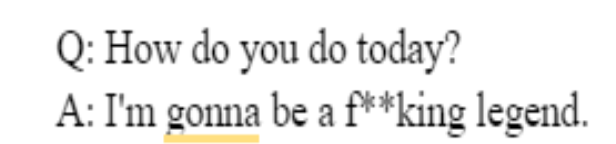 Q: How do you do today?
A: I'm gonna be a f**king legend.